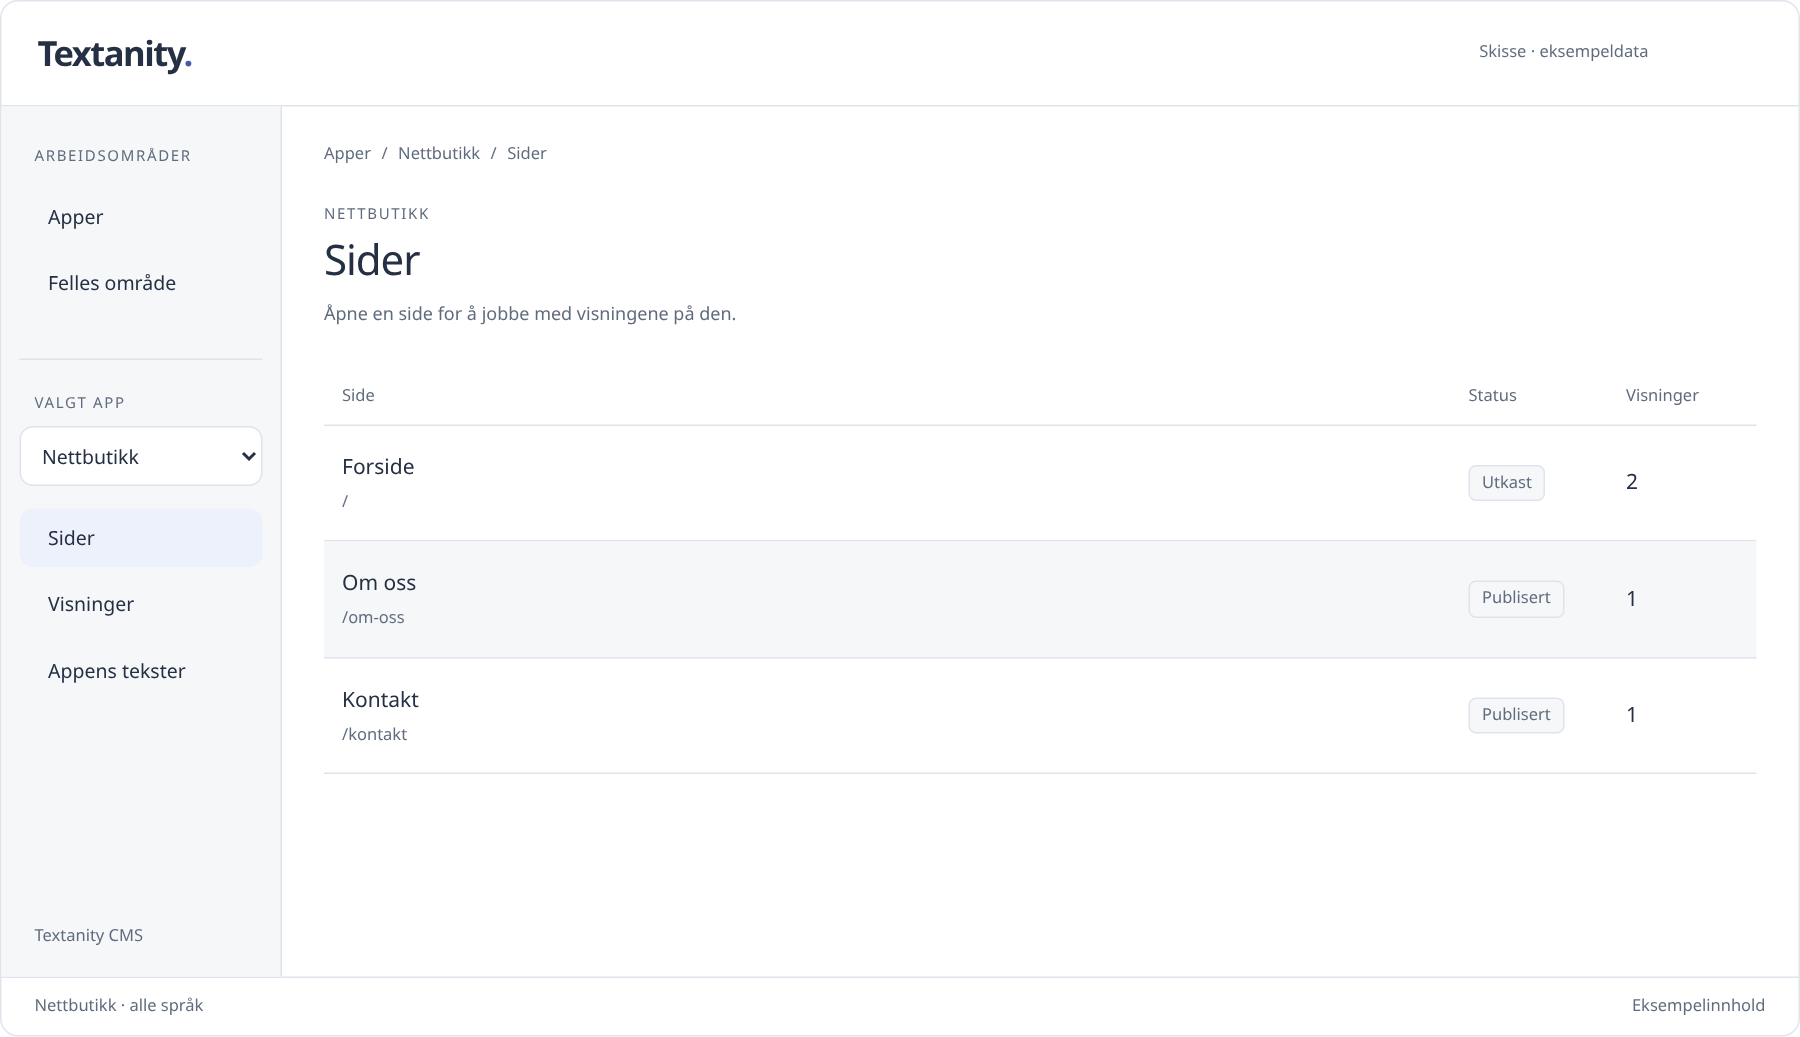 Textanity.
Skisse · eksempeldata
ARBEIDSOMRÅDER
Apper
Felles område
VALGT APP
Nettbutikk
Sider
Visninger
Appens tekster
Textanity CMS
Apper / Nettbutikk / Sider
NETTBUTIKK
Sider
Åpne en side for å jobbe med visningene på den.
Side Status Visninger
Forside
/
Utkast 2
Om oss
/om-oss
Publisert 1
Kontakt
/kontakt
Publisert 1
Nettbutikk · alle språk
Eksempelinnhold